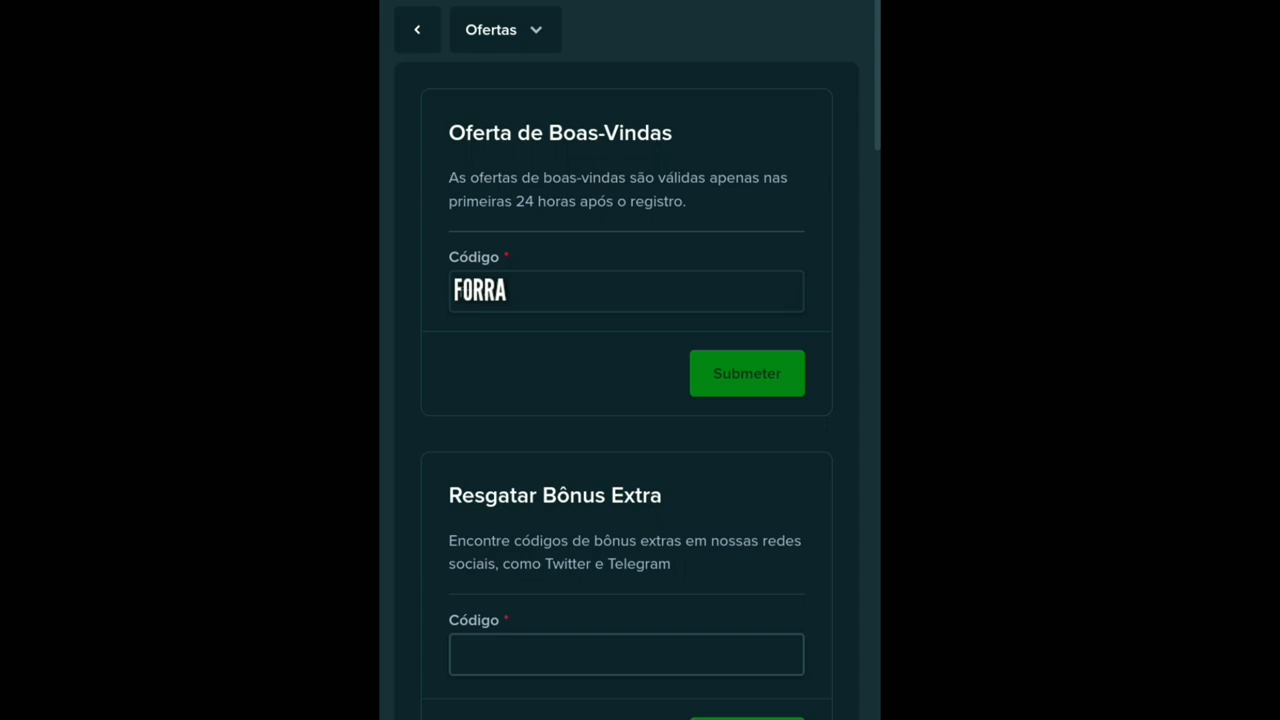 Ofertas
Oferta de Boas-Vindas
As ofertas de boas-vindas são válidas apenas nas
primeiras 24 horas após o registro.
Código *
FORRA
Submeter
Resgatar Bônus Extra
Encontre códigos de bônus extras em nossas redes
sociais, como Twitter e Telegram
Código *